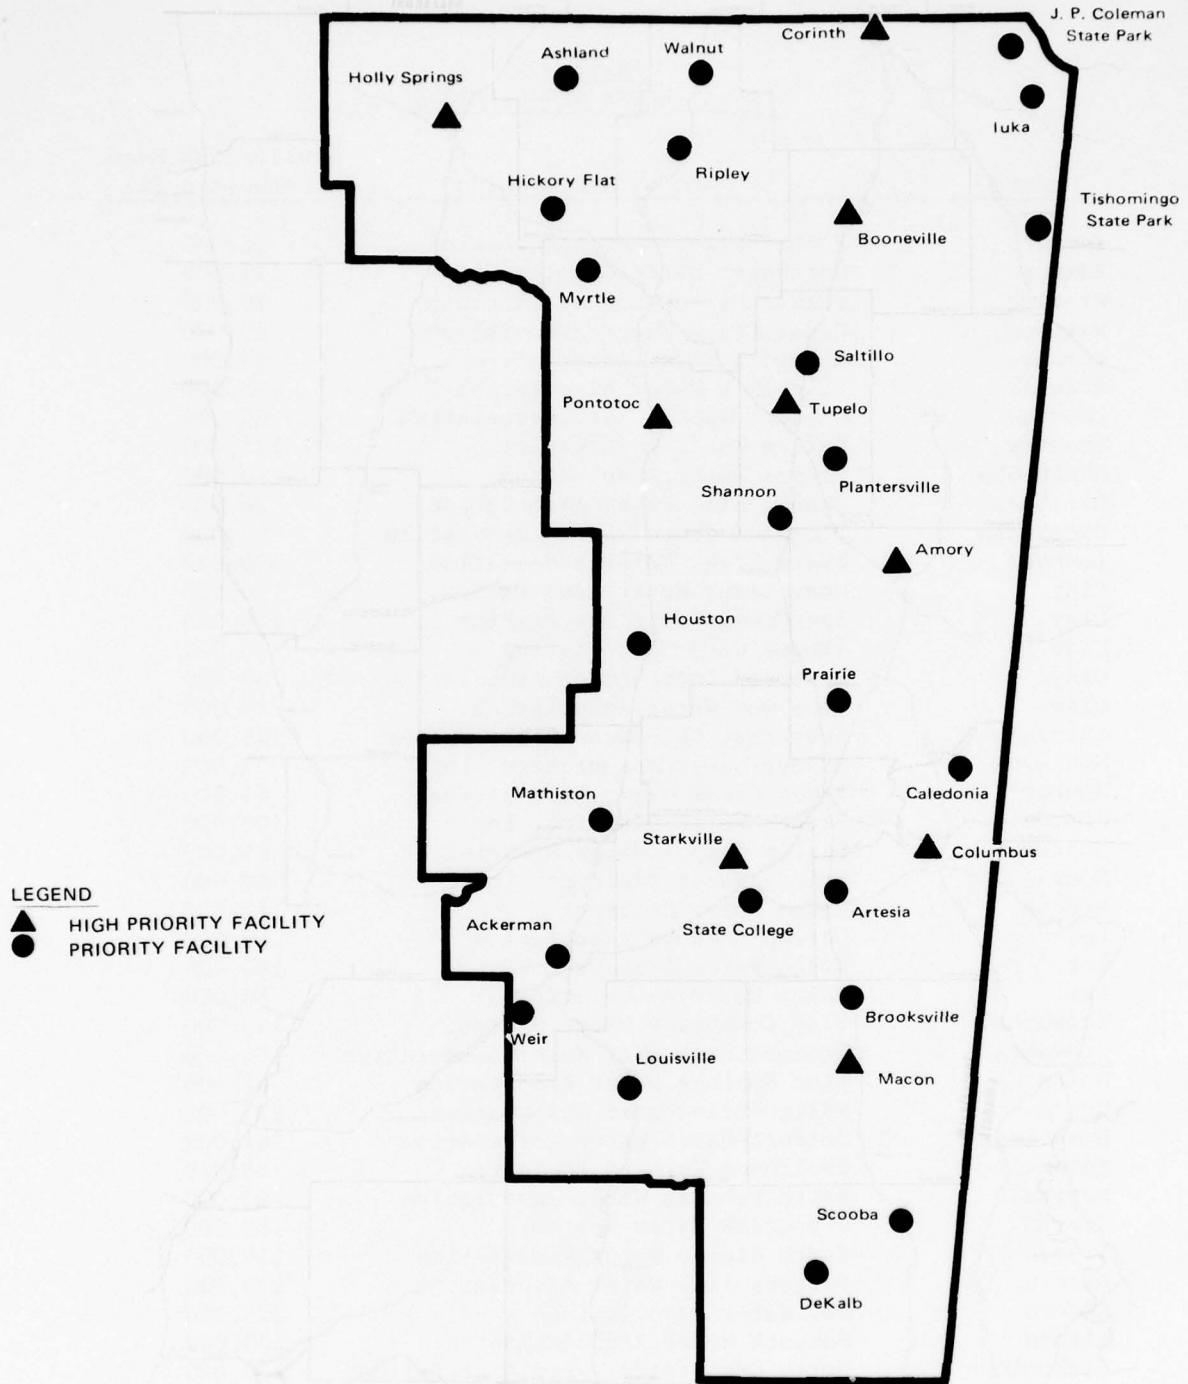 J. P. Coleman
State Park
Corinth
Walnut
Ashland
Holly Springs
Iuka
Ripley
Hickory Flat
Tishomingo
State Park
Booneville
Myrtle
Saltillo
Pontotoc
Tupelo
Plantersville
Shannon
Amory
Houston
Prairie
Caledonia
Mathiston
Starkville
Columbus
LEGEND
HIGH PRIORITY FACILITY
PRIORITY FACILITY
Artesia
State College
Ackerman
Brooksville
Weir
Louisville
Macon
Scooba
DeKalb